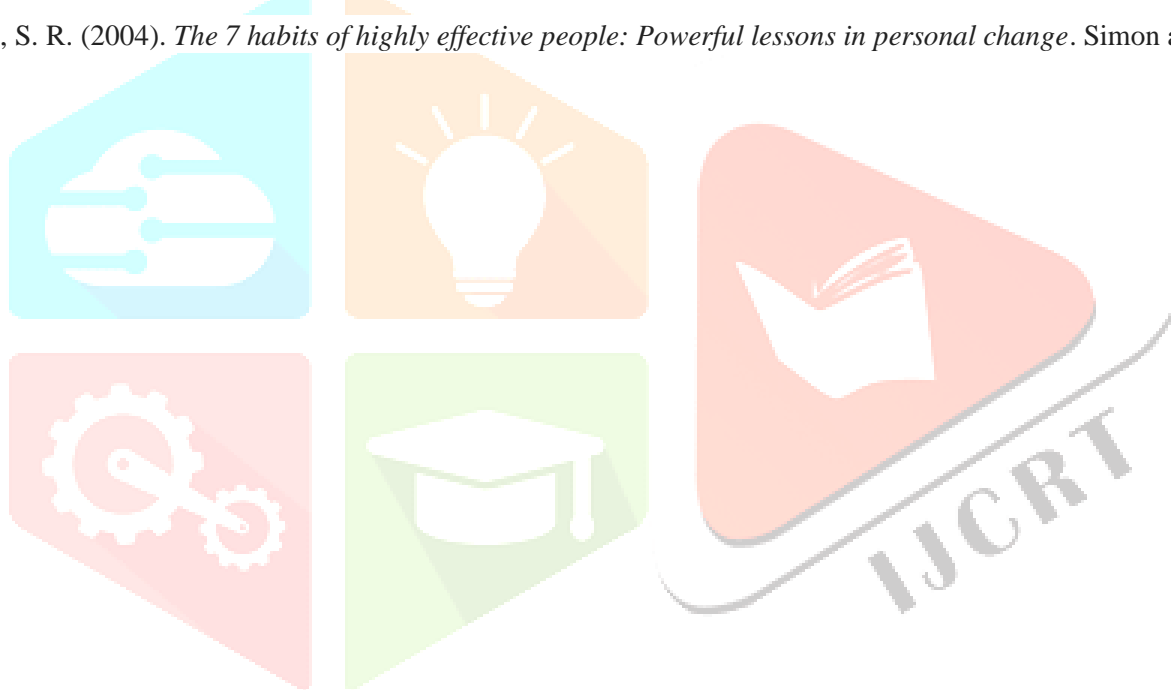 , S. R. (2004). The 7 habits of highly effective people: Powerful lessons in personal change. Simon a
IJCRT